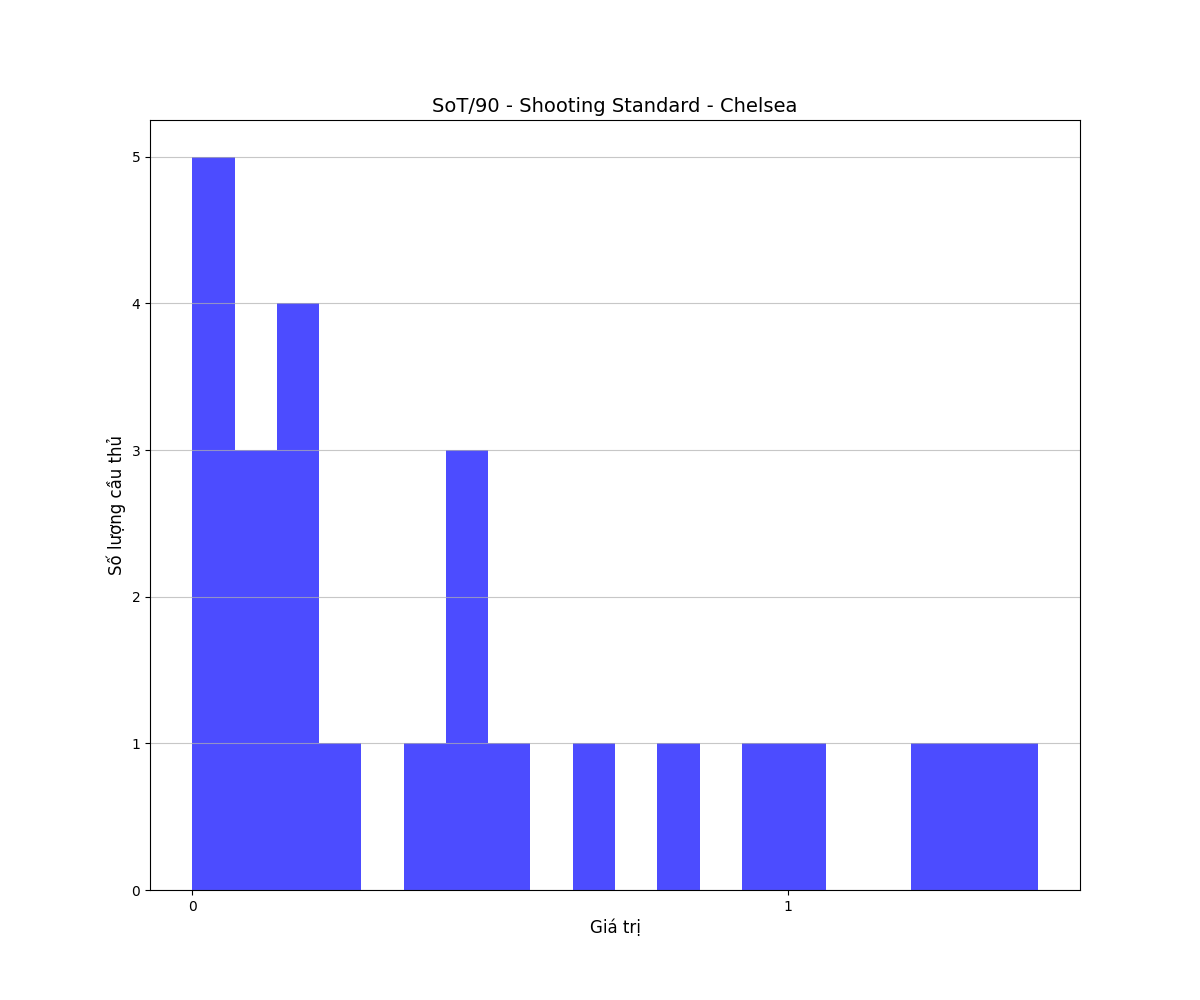 SoT/90 - Shooting Standard - Chelsea
Số lượng cầu thủ
5
4
3
2
1
0
0
1
Giá trị